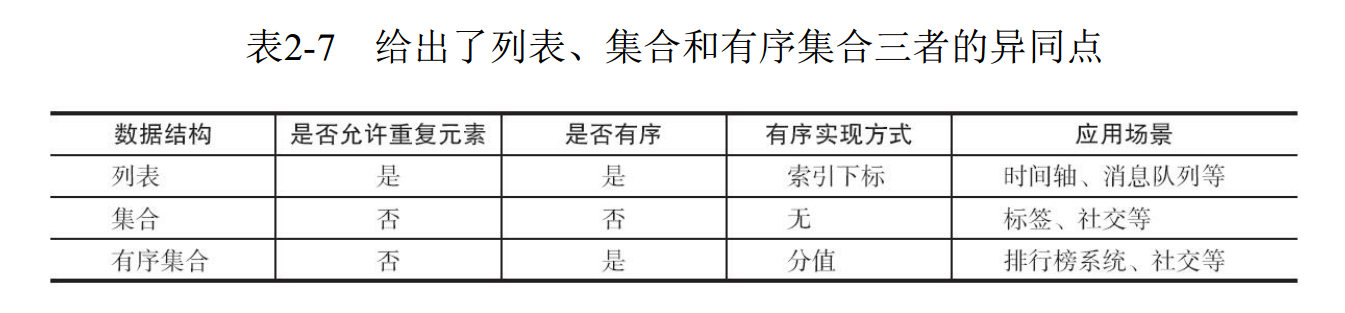 表2-7 给出了列表、集合和有序集合三者的异同点
数据结构 是否允许重复元素 是否有序 有序实现方式 应用场景
列表 是 是 索引下标 时间轴、消息队列等
集合 否 否 无 标签、社交等
有序集合 否 是 分值 排行榜系统、社交等